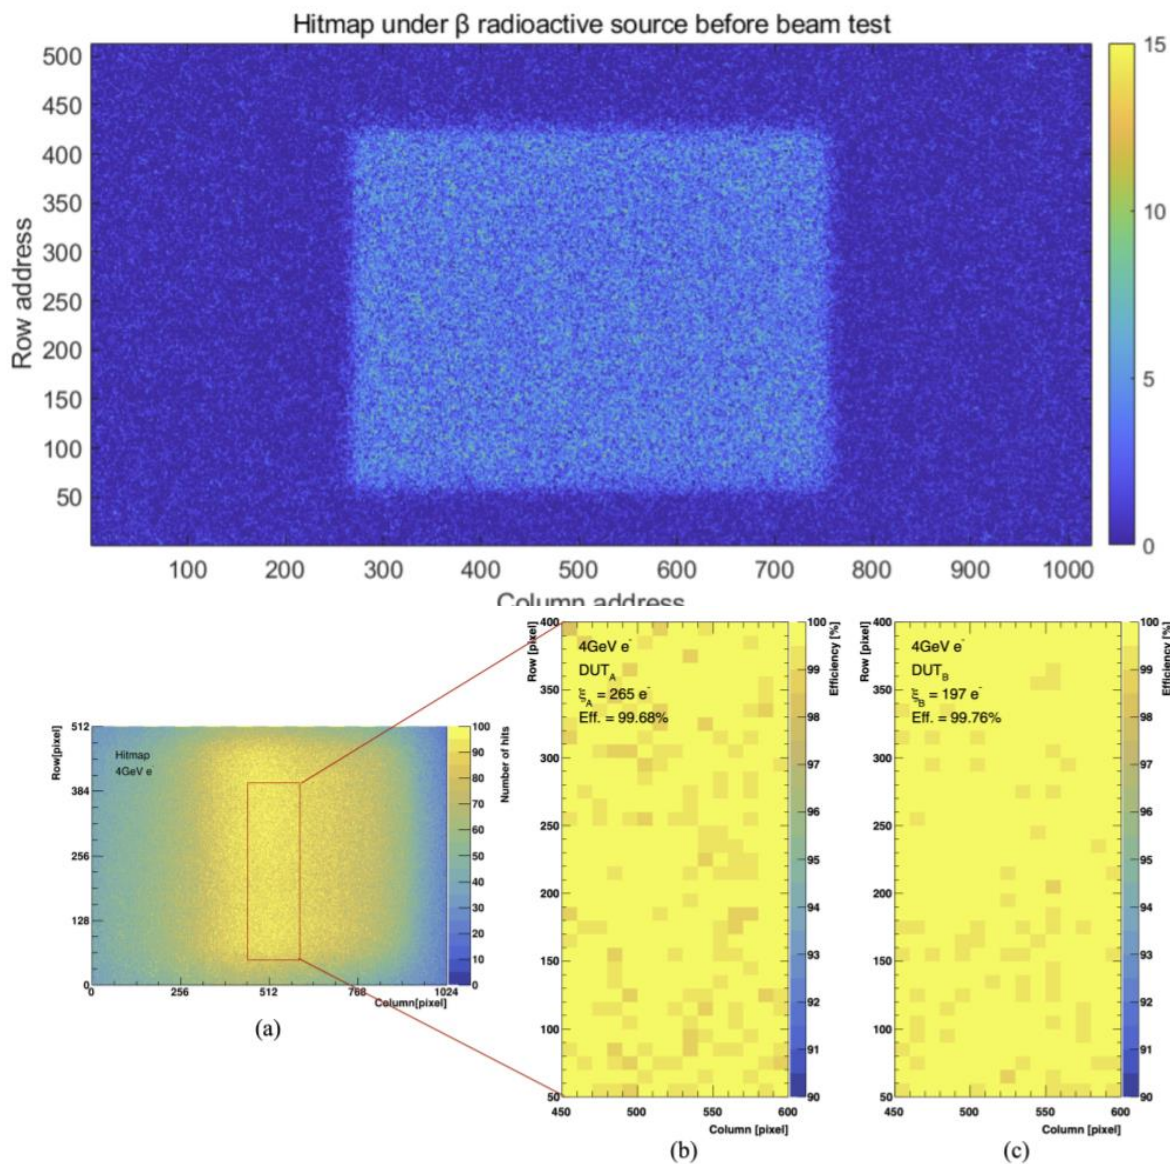 Hitmap under β radioactive source before beam test
500
450
400
350
300
250
200
150
100
50
Row address
15
10
5
0
100 200 300 400 500 600 700 800 900 1000
Column address
Row[pixel]
512
384
256
128
0
Hitmap
4GeV e⁻
0 256 512 768 1024
Column[pixel]
100
90
80
70
60
50
40
30
20
10
0
Number of hits
(a)
Row [pixel]
400
350
300
250
200
150
100
50
4GeV e⁻
DUT_A
ξ_A = 265 e⁻
Eff. = 99.68%
450 500 550 600
Column [pixel]
100
99
98
97
96
95
94
93
92
91
90
Efficiency [%]
(b)
Row [pixel]
400
350
300
250
200
150
100
50
4GeV e⁻
DUT_B
ξ_B = 197 e⁻
Eff. = 99.76%
450 500 550 600
Column [pixel]
100
99
98
97
96
95
94
93
92
91
90
Efficiency [%]
(c)